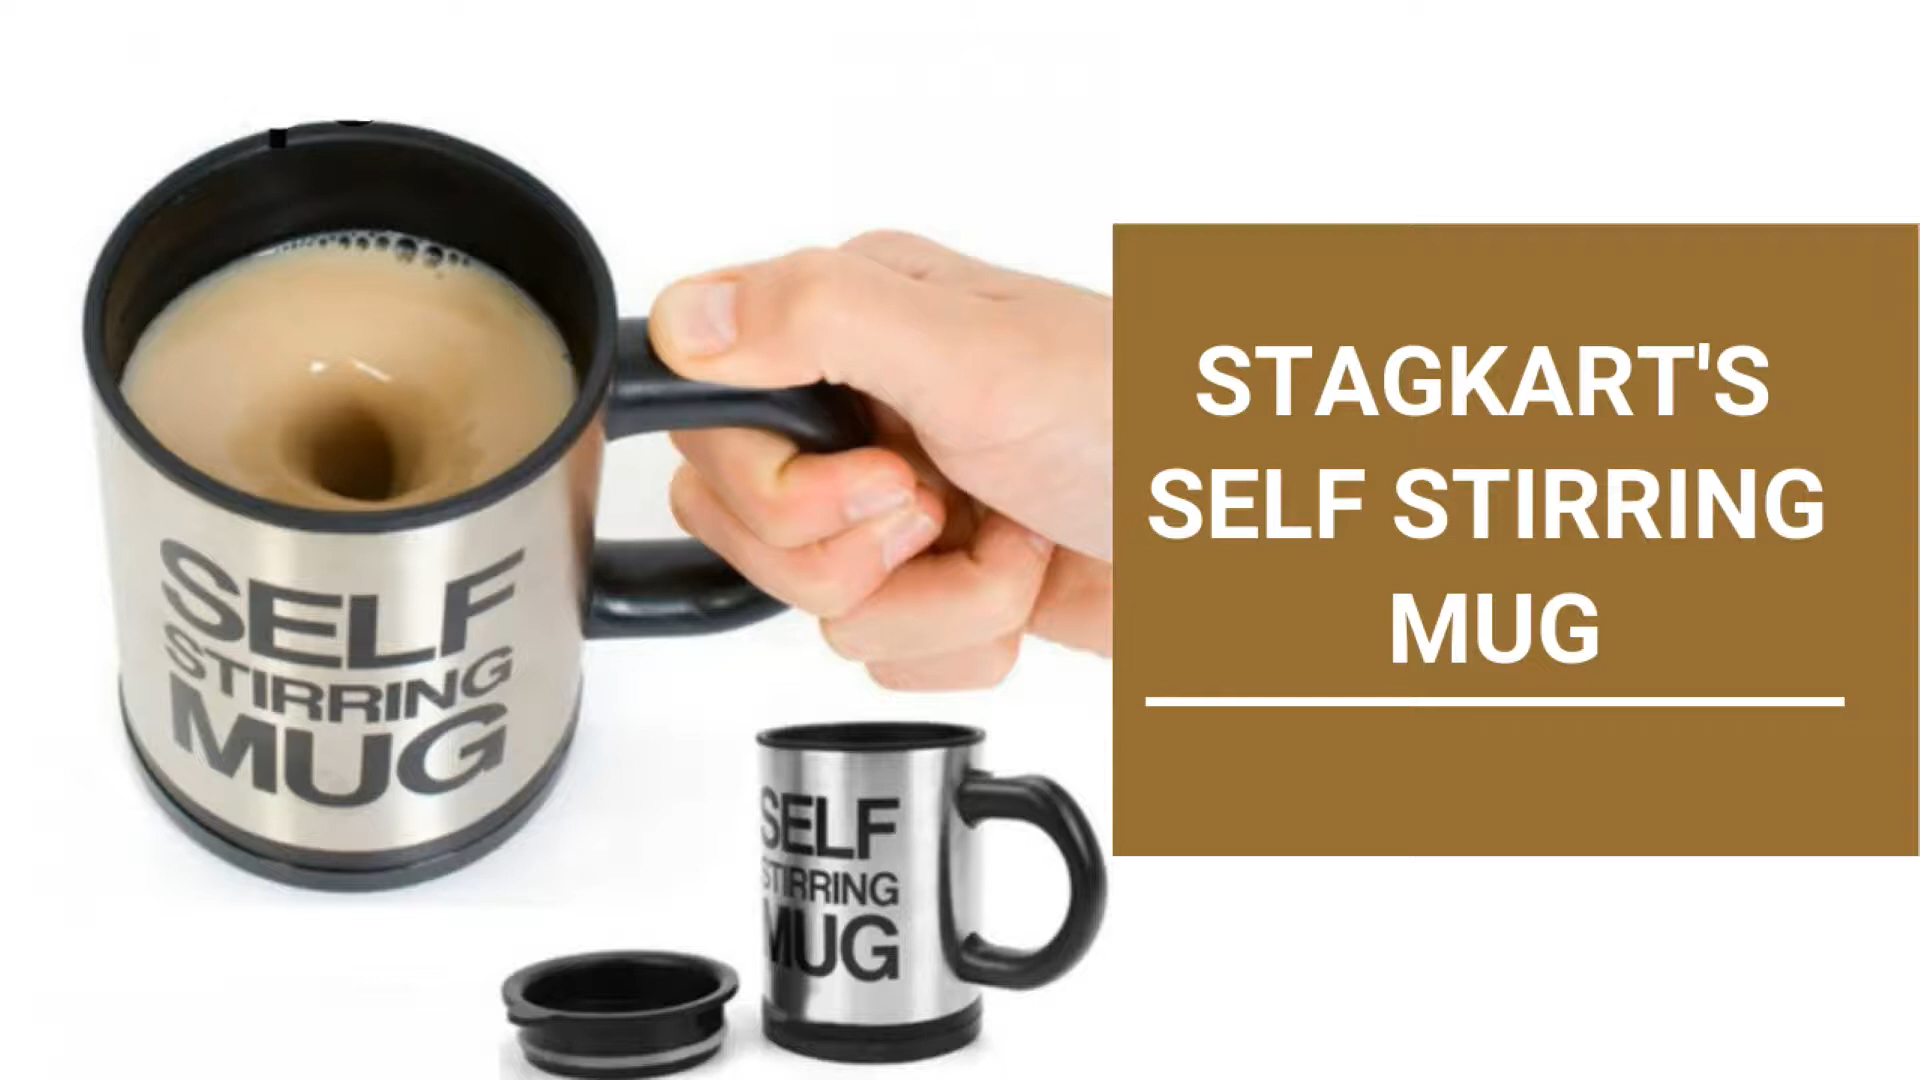 SELF
STIRRING
MUG
STAGKART'S
SELF STIRRING
MUG
SELF
STIRRING
MUG